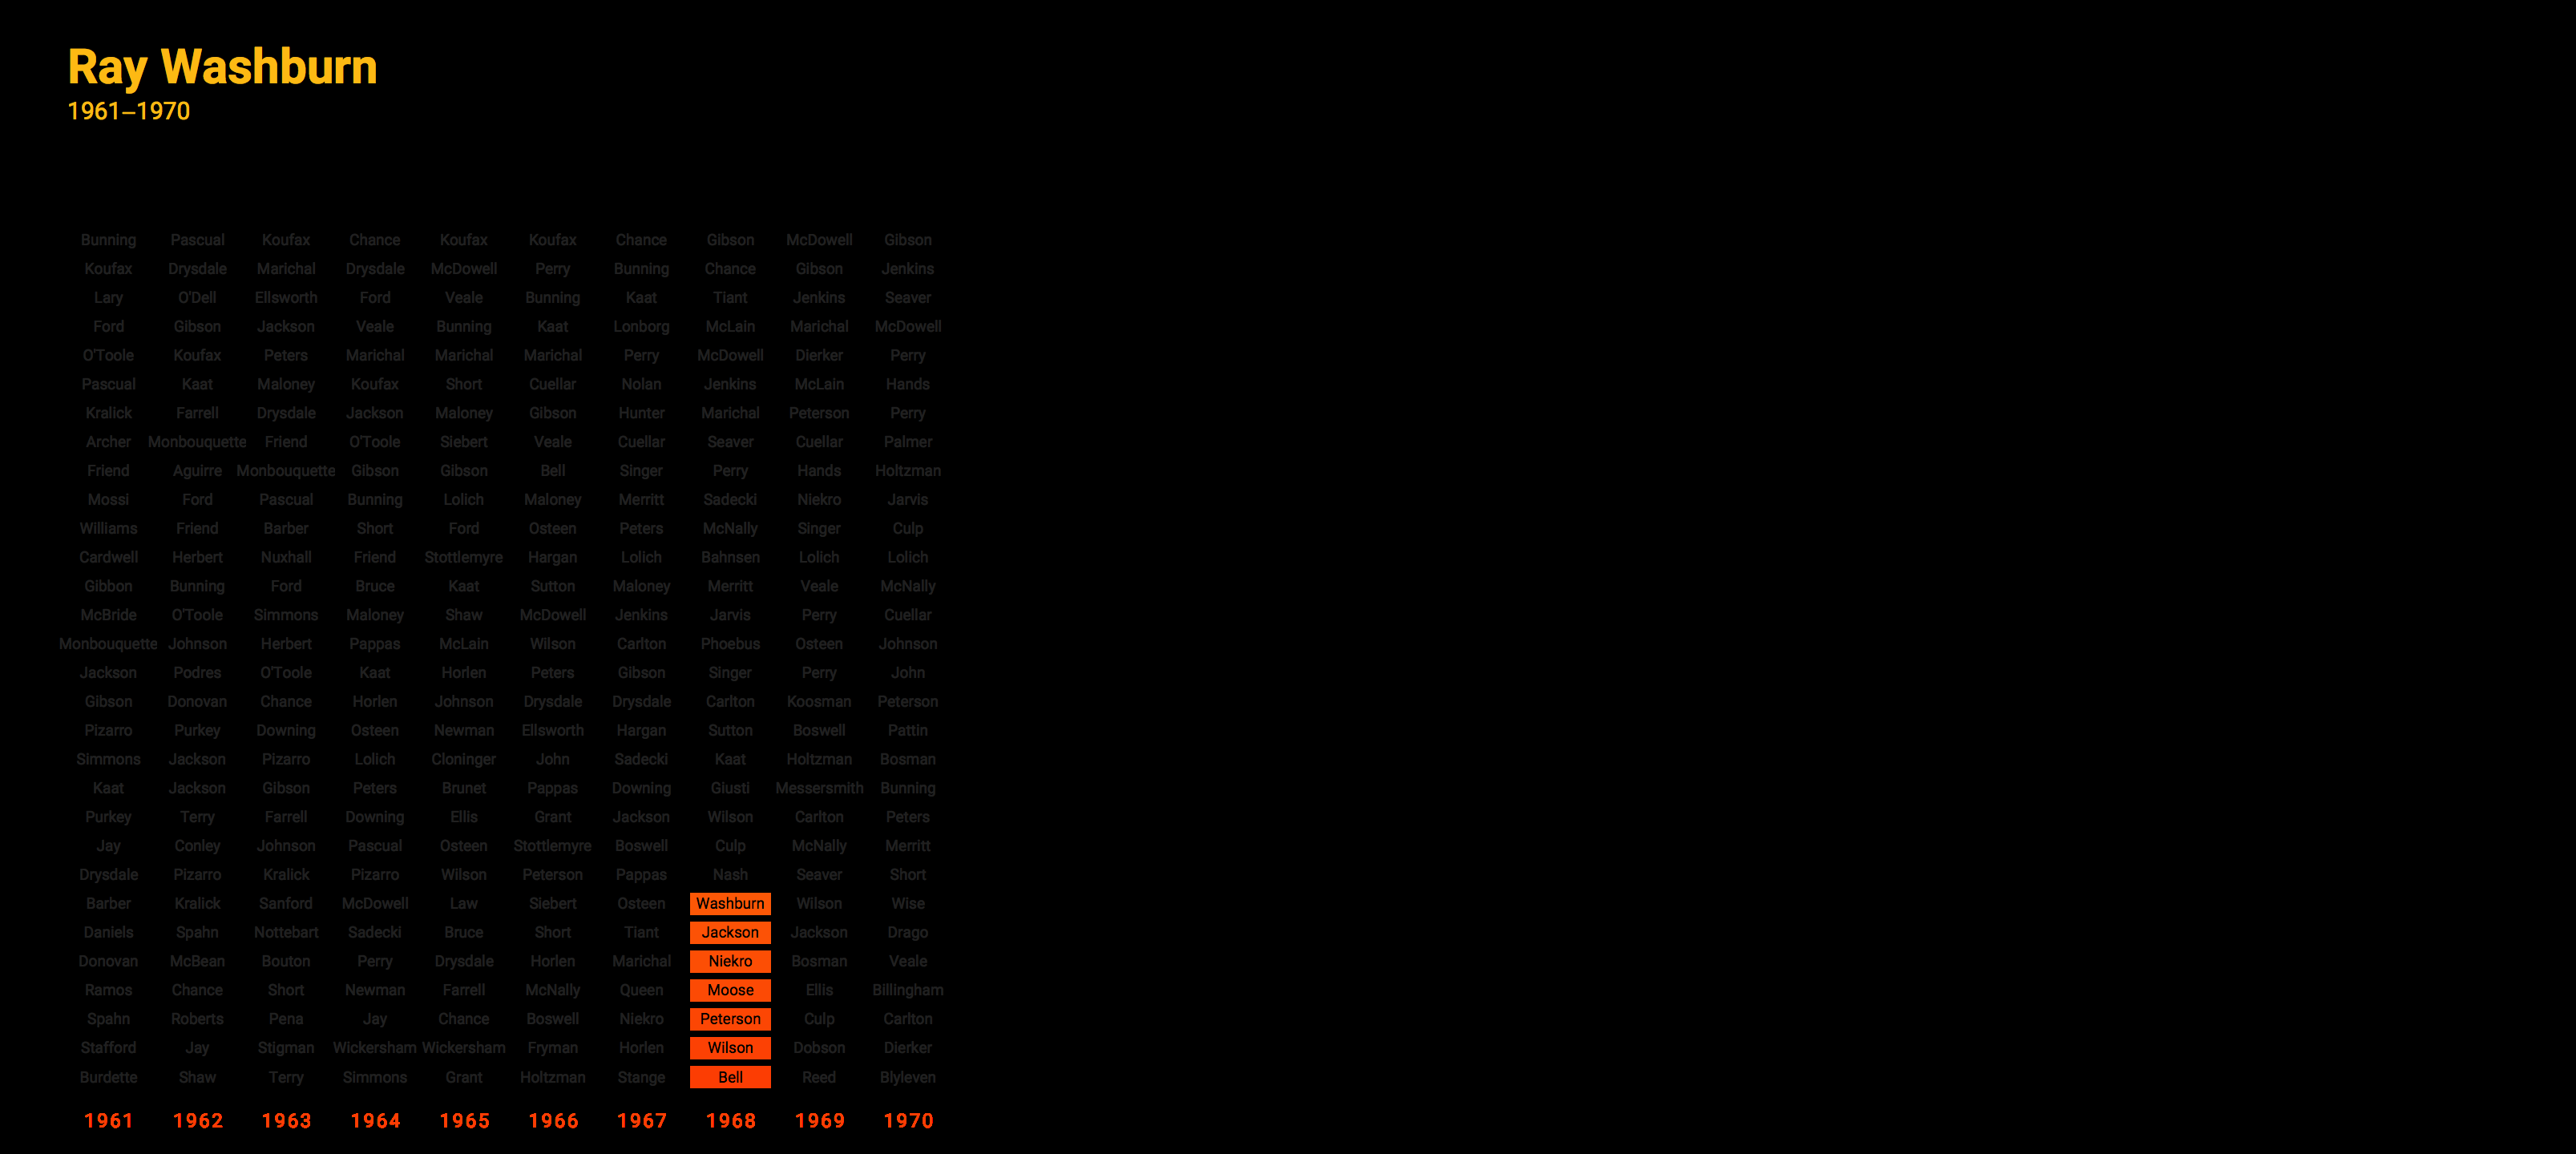 Ray Washburn
1961–1970
Bunning Pascual Koufax Chance Koufax Koufax Chance Gibson McDowell Gibson
Koufax Drysdale Marichal Drysdale McDowell Perry Bunning Chance Gibson Jenkins
Lary O'Dell Ellsworth Ford Veale Bunning Kaat Tiant Jenkins Seaver
Ford Gibson Jackson Veale Bunning Kaat Lonborg McLain Marichal McDowell
O'Toole Koufax Peters Marichal Marichal Marichal Perry McDowell Dierker Perry
Pascual Kaat Maloney Koufax Short Cuellar Nolan Jenkins McLain Hands
Kralick Farrell Drysdale Jackson Maloney Gibson Hunter Marichal Peterson Perry
Archer Monbouquette Friend O'Toole Siebert Veale Cuellar Seaver Cuellar Palmer
Friend Aguirre Monbouquette Gibson Gibson Bell Singer Perry Hands Holtzman
Mossi Ford Pascual Bunning Lolich Maloney Merritt Sadecki Niekro Jarvis
Williams Friend Barber Short Ford Osteen Peters McNally Singer Culp
Cardwell Herbert Nuxhall Friend Stottlemyre Hargan Lolich Bahnsen Lolich Lolich
Gibbon Bunning Ford Bruce Kaat Sutton Maloney Merritt Veale McNally
McBride O'Toole Simmons Maloney Shaw McDowell Jenkins Jarvis Perry Cuellar
Monbouquette Johnson Herbert Pappas McLain Wilson Carlton Phoebus Osteen Johnson
Jackson Podres O'Toole Kaat Horlen Peters Gibson Singer Perry John
Gibson Donovan Chance Horlen Johnson Drysdale Drysdale Carlton Koosman Peterson
Pizarro Purkey Downing Osteen Newman Ellsworth Hargan Sutton Boswell Pattin
Simmons Jackson Pizarro Lolich Cloninger John Sadecki Kaat Holtzman Bosman
Kaat Jackson Gibson Peters Brunet Pappas Downing Giusti Messersmith Bunning
Purkey Terry Farrell Downing Ellis Grant Jackson Wilson Carlton Peters
Jay Conley Johnson Pascual Osteen Stottlemyre Boswell Culp McNally Merritt
Drysdale Pizarro Kralick Pizarro Wilson Peterson Pappas Nash Seaver Short
Barber Kralick Sanford McDowell Law Siebert Osteen Washburn Wilson Wise
Daniels Spahn Nottebart Sadecki Bruce Short Tiant Jackson Jackson Drago
Donovan McBean Bouton Perry Drysdale Horlen Marichal Niekro Bosman Veale
Ramos Chance Short Newman Farrell McNally Queen Moose Ellis Billingham
Spahn Roberts Pena Jay Chance Boswell Niekro Peterson Culp Carlton
Stafford Jay Stigman Wickersham Wickersham Fryman Horlen Wilson Dobson Dierker
Burdette Shaw Terry Simmons Grant Holtzman Stange Bell Reed Blyleven
1961 1962 1963 1964 1965 1966 1967 1968 1969 1970